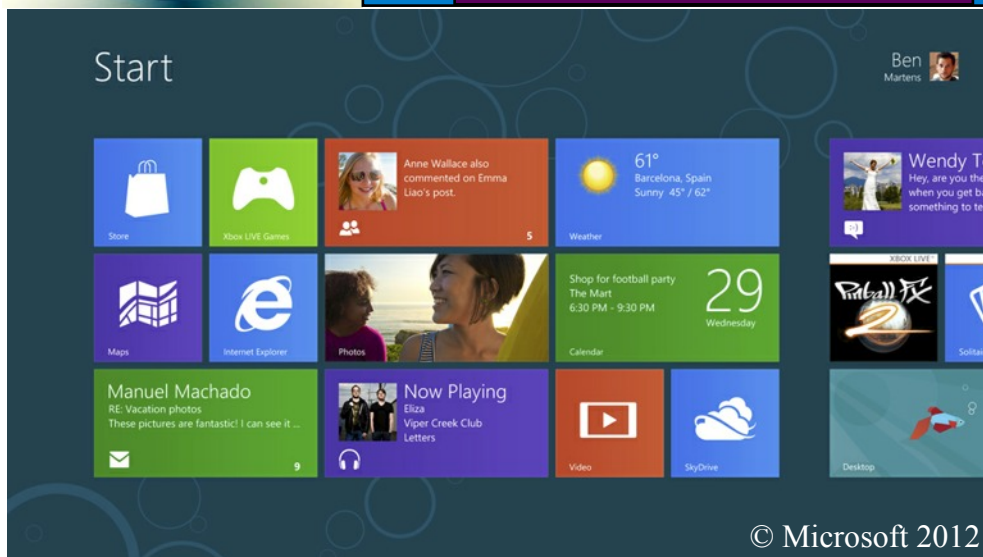 Start
Ben
Martens
Store
Xbox LIVE Games
Anne Wallace also
commented on Emma
Liao's post.
5
61°
Barcelona, Spain
Sunny 45° / 62°
Weather
Wendy T
Hey, are you the
when you get ba
something to te
Maps
Internet Explorer
Photos
Shop for football party
The Mart
6:30 PM - 9:30 PM
29
Wednesday
Calendar
XBOX LIVE
Pinball FX
2
Solitai
Manuel Machado
RE: Vacation photos
These pictures are fantastic! I can see it ...
9
Now Playing
Eliza
Viper Creek Club
Letters
Video
SkyDrive
Desktop
© Microsoft 2012